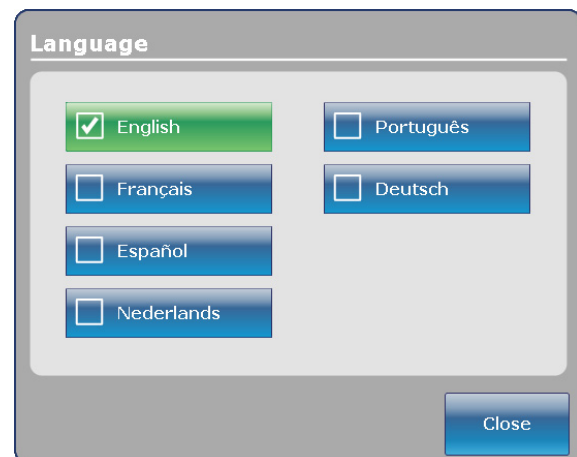 Language
English
Português
Français
Deutsch
Español
Nederlands
Close